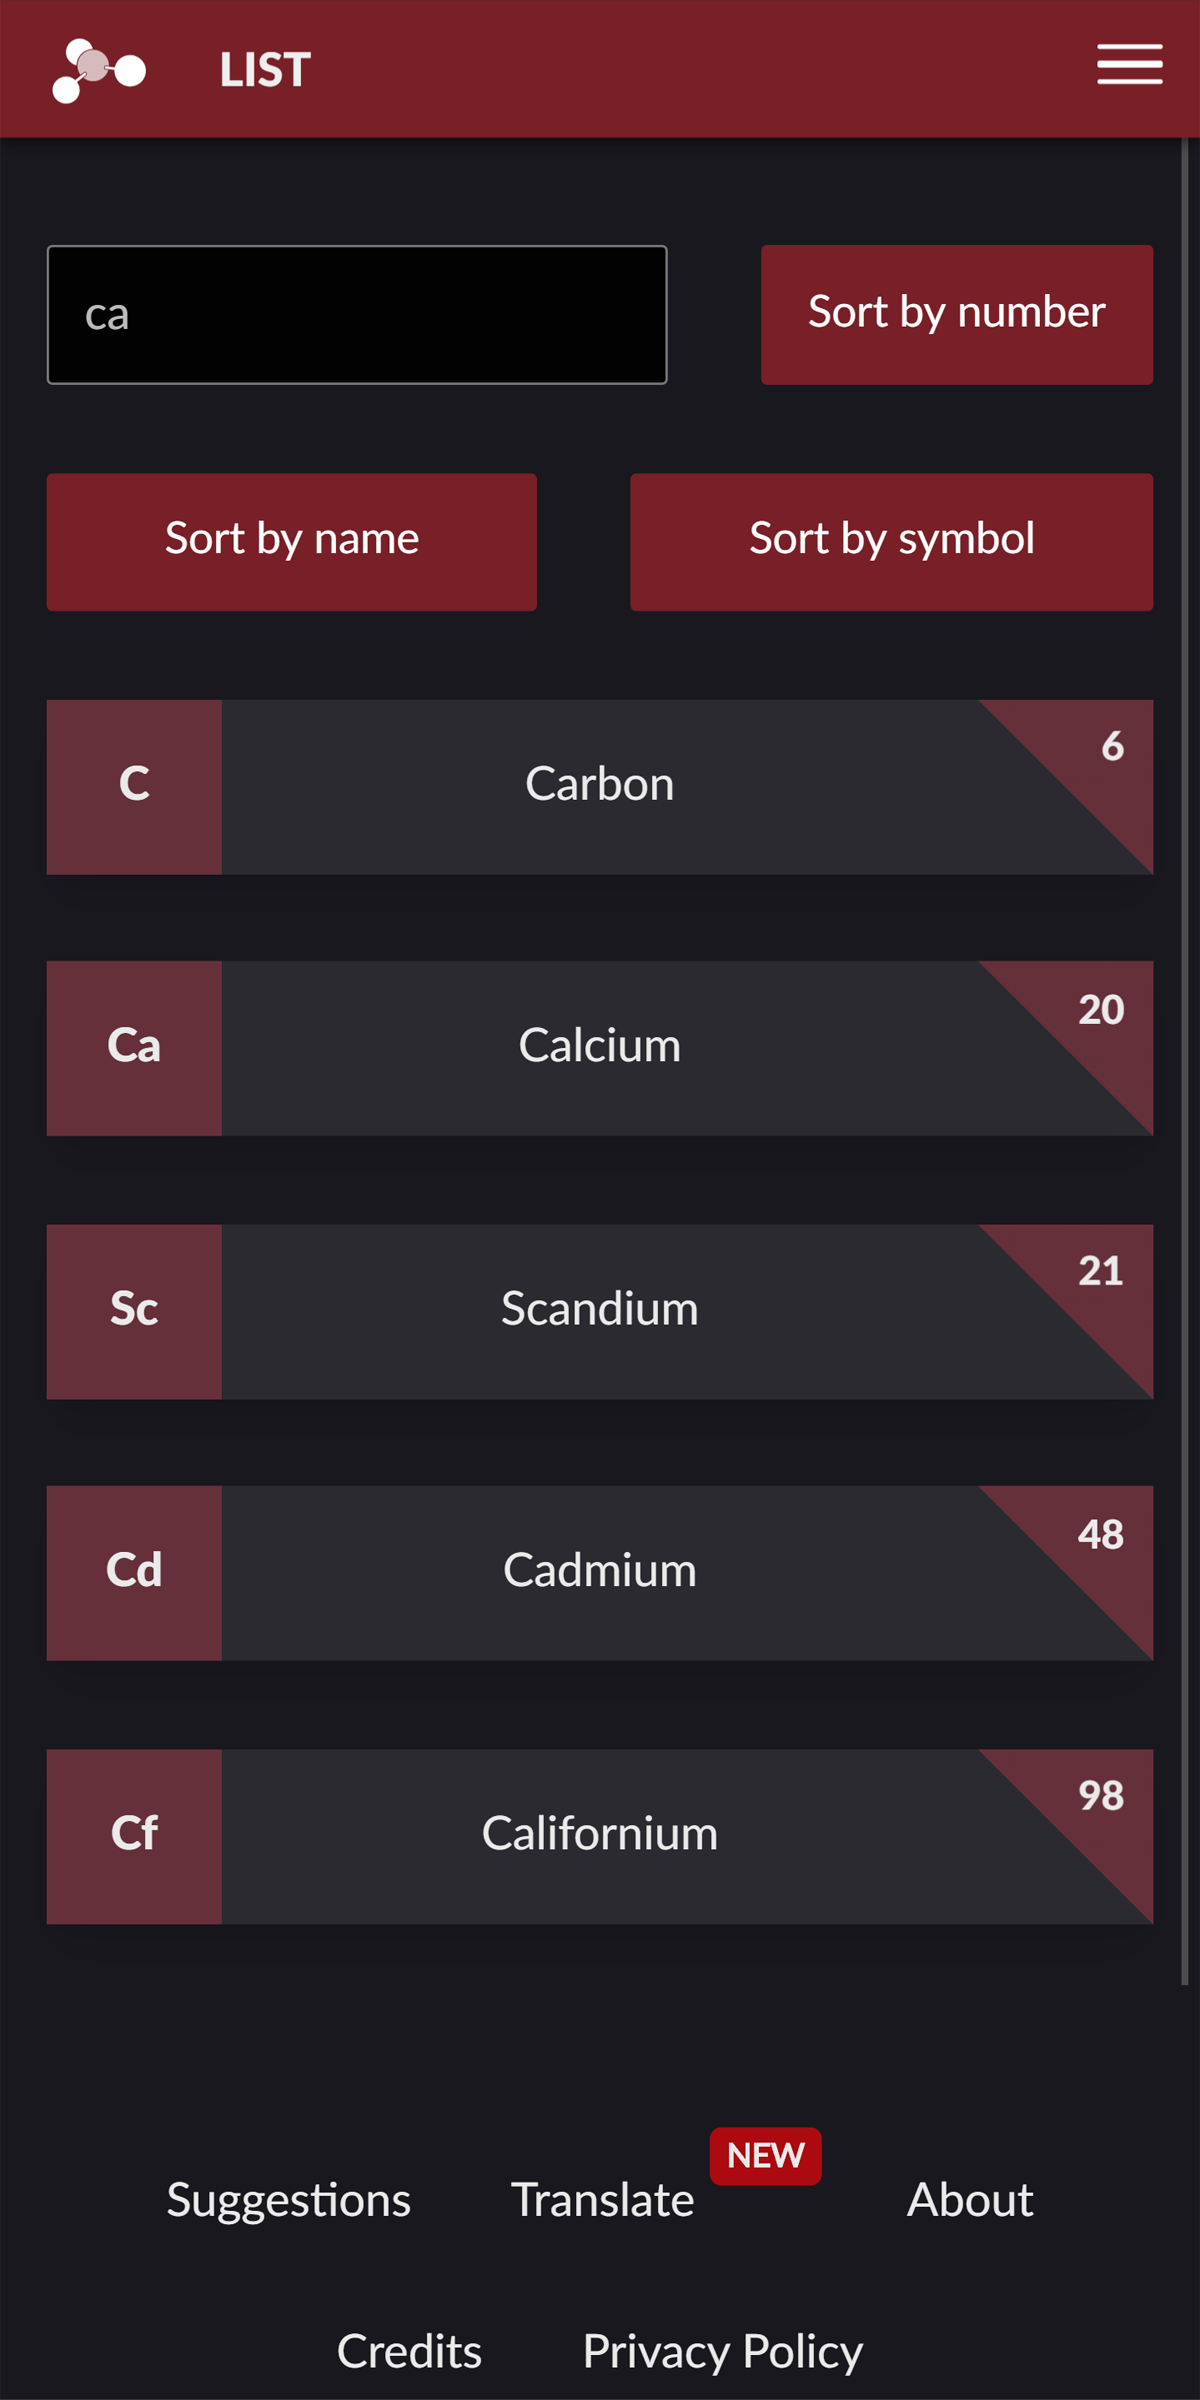 LIST
ca
Sort by number
Sort by name
Sort by symbol
C
Carbon
6
Ca
Calcium
20
Sc
Scandium
21
Cd
Cadmium
48
Cf
Californium
98
NEW
Suggestions
Translate
About
Credits
Privacy Policy